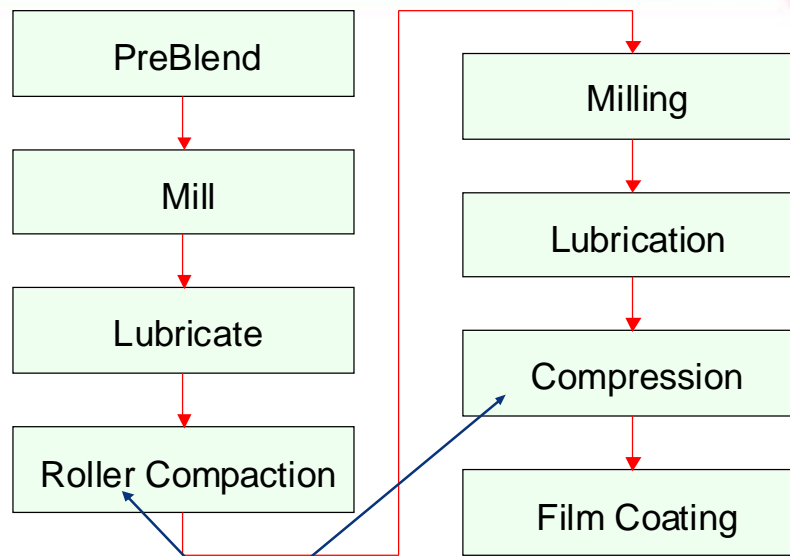 PreBlend
Mill
Lubricate
Roller Compaction
Milling
Lubrication
Compression
Film Coating